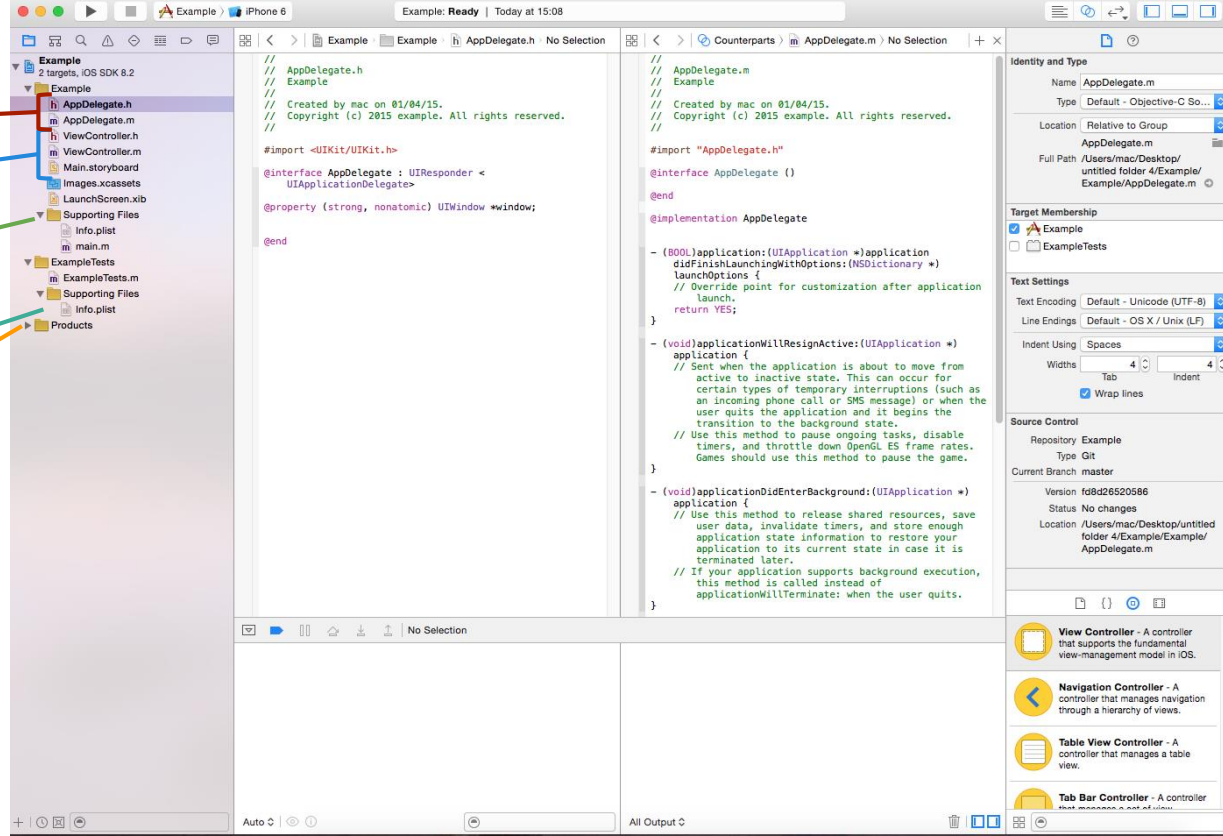 Example
iPhone 6
Example: Ready | Today at 15:08
Example
2 targets, iOS SDK 8.2
Example
h AppDelegate.h
m AppDelegate.m
h ViewController.h
m ViewController.m
Main.storyboard
Images.xcassets
LaunchScreen.xib
Supporting Files
Info.plist
m main.m
ExampleTests
m ExampleTests.m
Supporting Files
Info.plist
Products
Example
Example
h AppDelegate.h
No Selection
//
//  AppDelegate.h
//  Example
//
//  Created by mac on 01/04/15.
//  Copyright (c) 2015 example. All rights reserved.
//
#import <UIKit/UIKit.h>
@interface AppDelegate : UIResponder <
UIApplicationDelegate>
@property (strong, nonatomic) UIWindow *window;
@end
Counterparts
m AppDelegate.m
No Selection
//
//  AppDelegate.m
//  Example
//
//  Created by mac on 01/04/15.
//  Copyright (c) 2015 example. All rights reserved.
//
#import "AppDelegate.h"
@interface AppDelegate ()
@end
@implementation AppDelegate
- (BOOL)application:(UIApplication *)application
didFinishLaunchingWithOptions:(NSDictionary *)
launchOptions {
// Override point for customization after application
launch.
return YES;
}
- (void)applicationWillResignActive:(UIApplication *)
application {
// Sent when the application is about to move from
active to inactive state. This can occur for
certain types of temporary interruptions (such as
an incoming phone call or SMS message) or when the
user quits the application and it begins the
transition to the background state.
// Use this method to pause ongoing tasks, disable
timers, and throttle down OpenGL ES frame rates.
Games should use this method to pause the game.
}
- (void)applicationDidEnterBackground:(UIApplication *)
application {
// Use this method to release shared resources, save
user data, invalidate timers, and store enough
application state information to restore your
application to its current state in case it is
terminated later.
// If your application supports background execution,
this method is called instead of
applicationWillTerminate: when the user quits.
}
No Selection
Auto
All Output
Identity and Type
Name AppDelegate.m
Type Default - Objective-C So...
Location Relative to Group
AppDelegate.m
Full Path /Users/mac/Desktop/
untitled folder 4/Example/
Example/AppDelegate.m
Target Membership
Example
ExampleTests
Text Settings
Text Encoding Default - Unicode (UTF-8)
Line Endings Default - OS X / Unix (LF)
Indent Using Spaces
Widths 4 4
Tab Indent
Wrap lines
Source Control
Repository Example
Type Git
Current Branch master
Version fd8d26520586
Status No changes
Location /Users/mac/Desktop/untitled
folder 4/Example/Example/
AppDelegate.m
{}
View Controller - A controller
that supports the fundamental
view-management model in iOS.
Navigation Controller - A
controller that manages navigation
through a hierarchy of views.
Table View Controller - A
controller that manages a table
view.
Tab Bar Controller - A controller
that manages a set of view